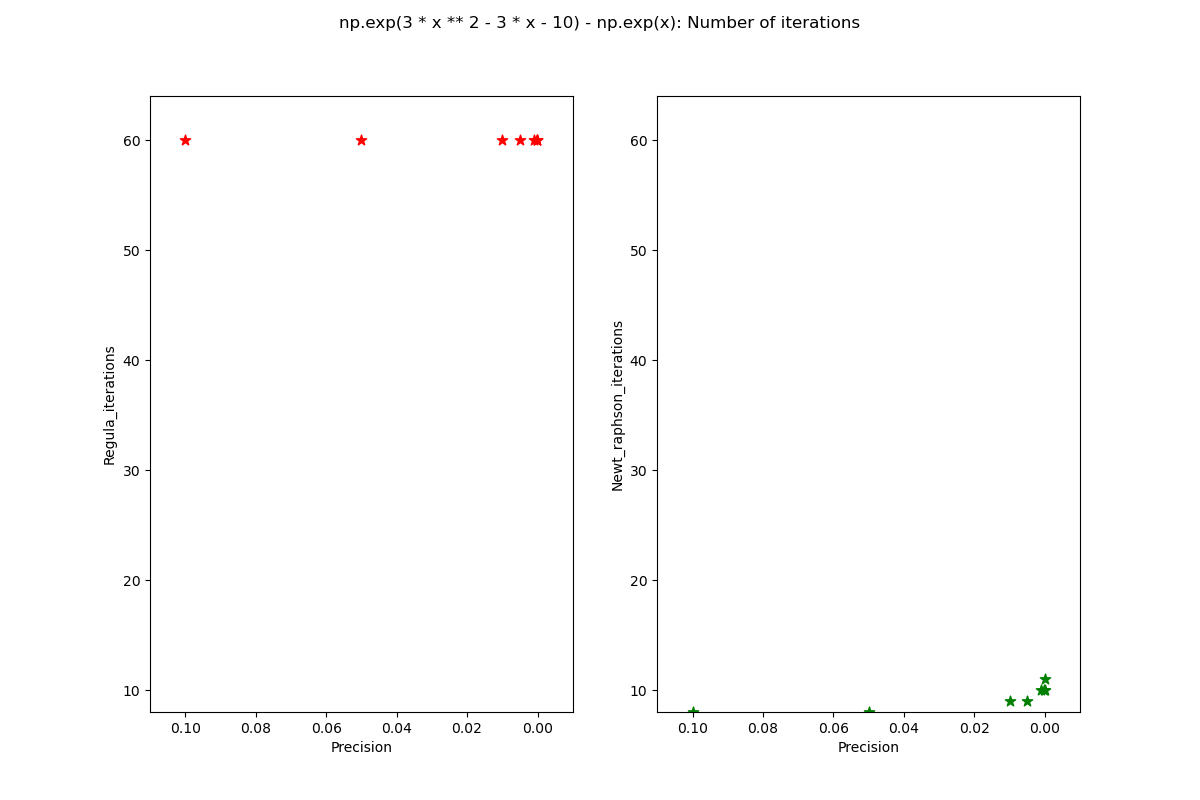 np.exp(3 * x ** 2 - 3 * x - 10) - np.exp(x): Number of iterations
60
50
40
30
20
10
Regula_iterations
0.10 0.08 0.06 0.04 0.02 0.00
Precision
60
50
40
30
20
10
Newt_raphson_iterations
0.10 0.08 0.06 0.04 0.02 0.00
Precision